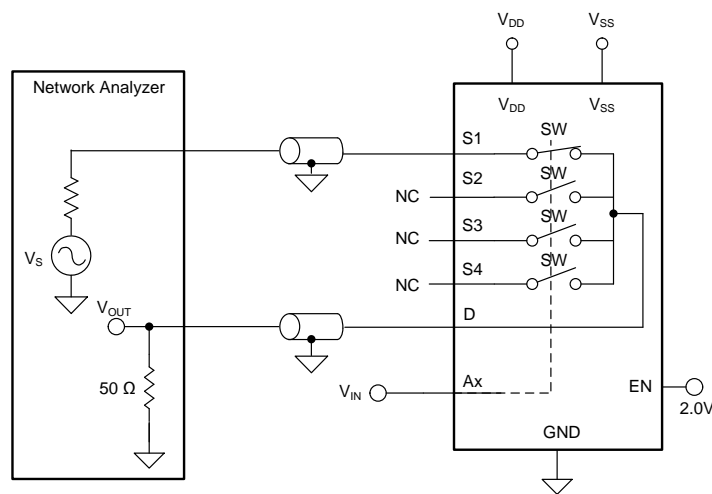 V_DD
V_SS
Network Analyzer
V_DD
V_SS
S1
SW
S2
SW
NC
S3
SW
NC
S4
SW
NC
V_S
V_OUT
D
50 Ω
V_IN
Ax
EN
2.0V
GND